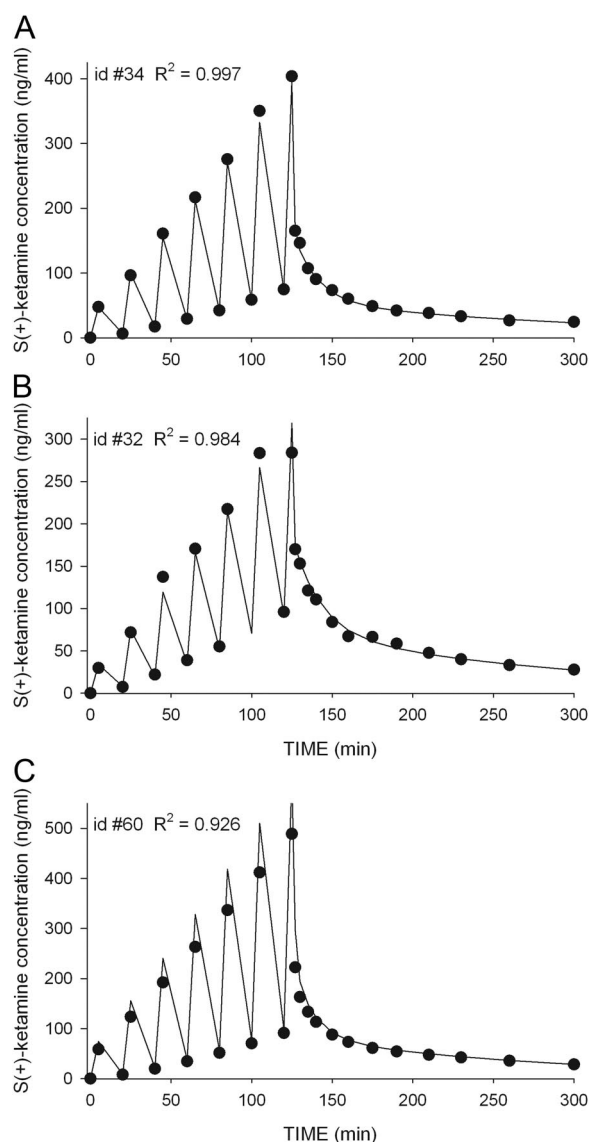 A
id #34 R² = 0.997
S(+)-ketamine concentration (ng/ml)
400
300
200
100
0
0 50 100 150 200 250 300
B
id #32 R² = 0.984
S(+)-ketamine concentration (ng/ml)
300
250
200
150
100
50
0
0 50 100 150 200 250 300
TIME (min)
C
id #60 R² = 0.926
S(+)-ketamine concentration (ng/ml)
500
400
300
200
100
0
0 50 100 150 200 250 300
TIME (min)